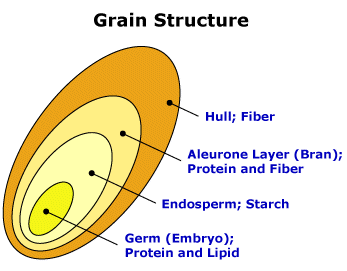 Grain Structure
Hull; Fiber
Aleurone Layer (Bran);
Protein and Fiber
Endosperm; Starch
Germ (Embryo);
Protein and Lipid